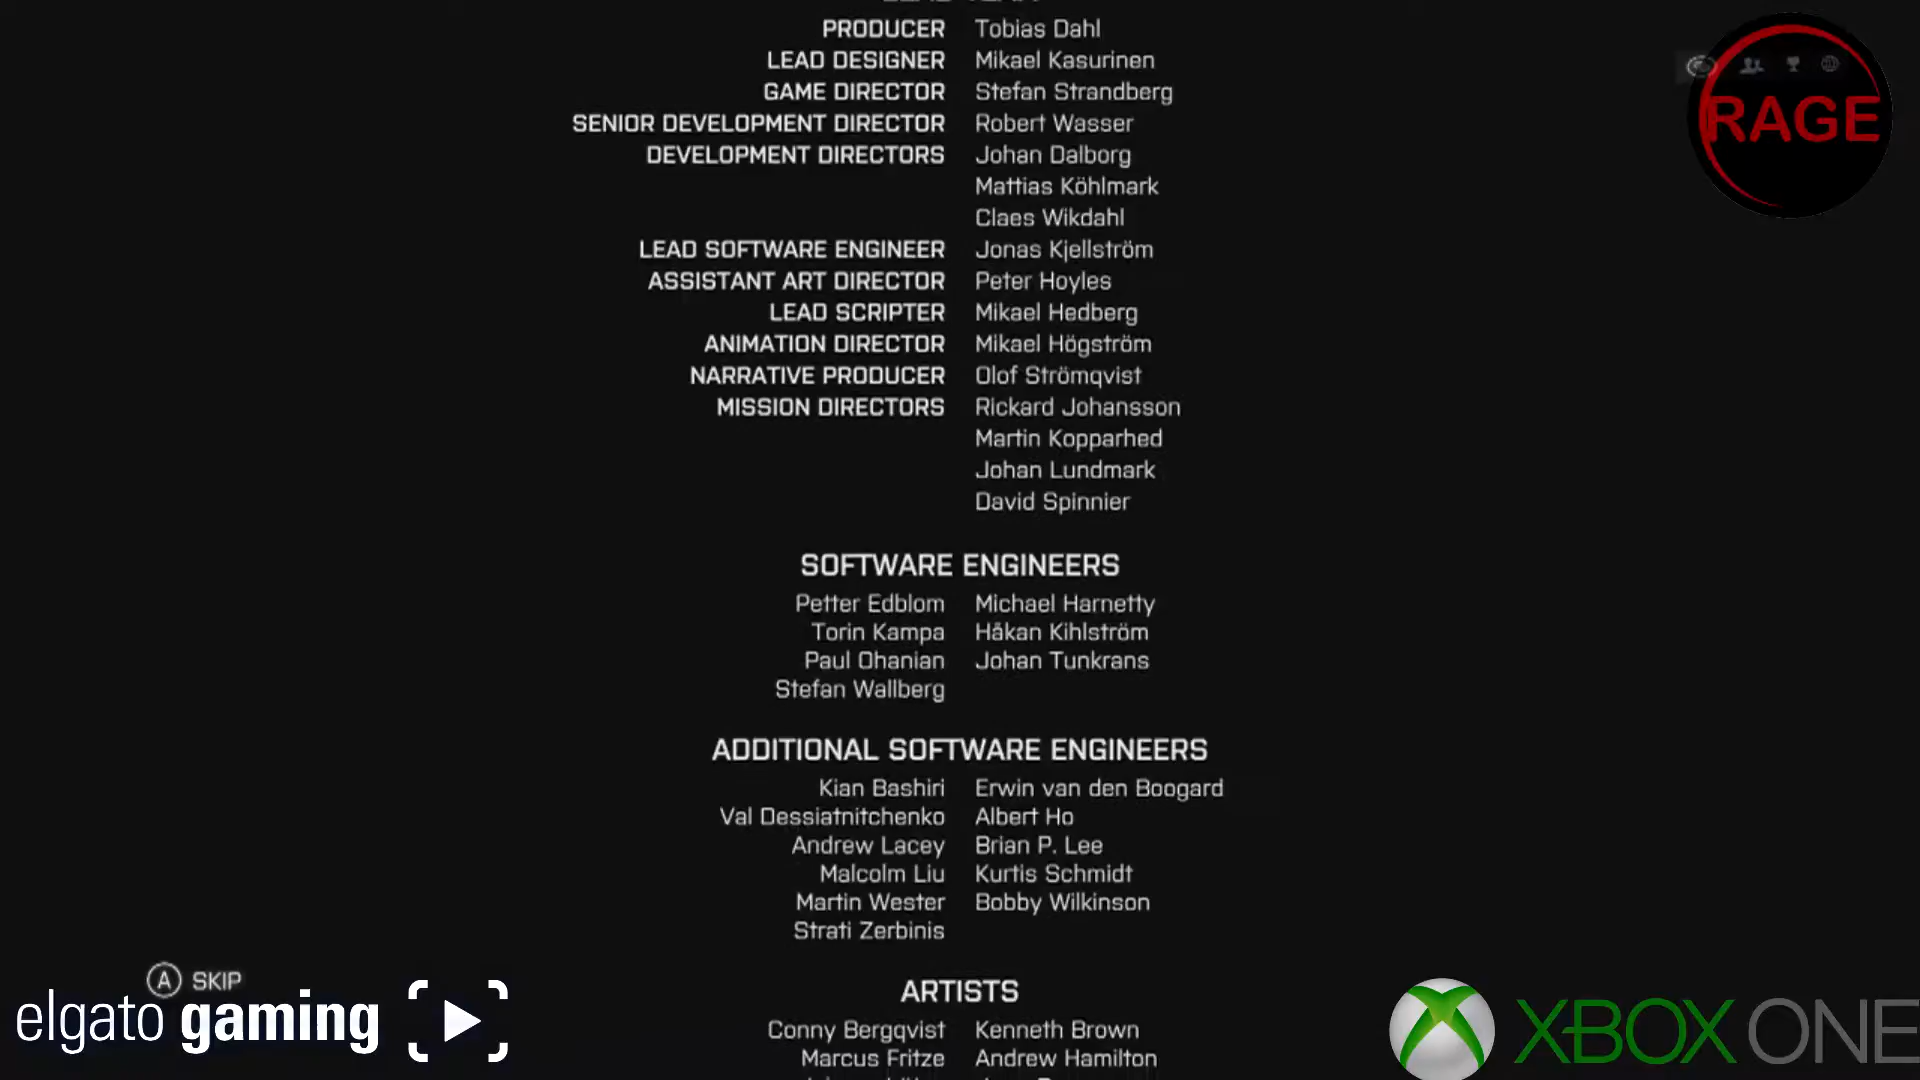 PRODUCER Tobias Dahl
LEAD DESIGNER Mikael Kasurinen
GAME DIRECTOR Stefan Strandberg
SENIOR DEVELOPMENT DIRECTOR Robert Wasser
DEVELOPMENT DIRECTORS Johan Dalborg
Mattias Köhlmark
Claes Wikdahl
LEAD SOFTWARE ENGINEER Jonas Kjellström
ASSISTANT ART DIRECTOR Peter Hoyles
LEAD SCRIPTER Mikael Hedberg
ANIMATION DIRECTOR Mikael Högström
NARRATIVE PRODUCER Olof Strömqvist
MISSION DIRECTORS Rickard Johansson
Martin Kopparhed
Johan Lundmark
David Spinnier
RAGE
SOFTWARE ENGINEERS
Petter Edblom Michael Harnetty
Torin Kampa Håkan Kihlström
Paul Ohanian Johan Tunkrans
Stefan Wallberg
ADDITIONAL SOFTWARE ENGINEERS
Kian Bashiri Erwin van den Boogard
Val Dessiatnitchenko Albert Ho
Andrew Lacey Brian P. Lee
Malcolm Liu Kurtis Schmidt
Martin Wester Bobby Wilkinson
Strati Zerbinis
ARTISTS
Conny Bergqvist Kenneth Brown
Marcus Fritze Andrew Hamilton
A SKIP
elgato gaming
XBOX ONE